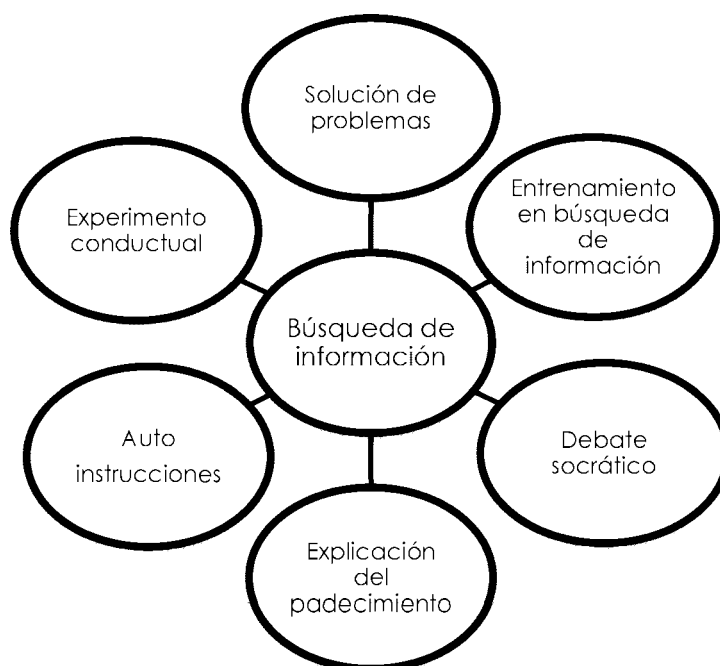 Solución de
problemas
Entrenamiento
en búsqueda
de
información
Experimento
conductual
Búsqueda de
información
Auto
instrucciones
Debate
socrático
Explicación
del
padecimiento